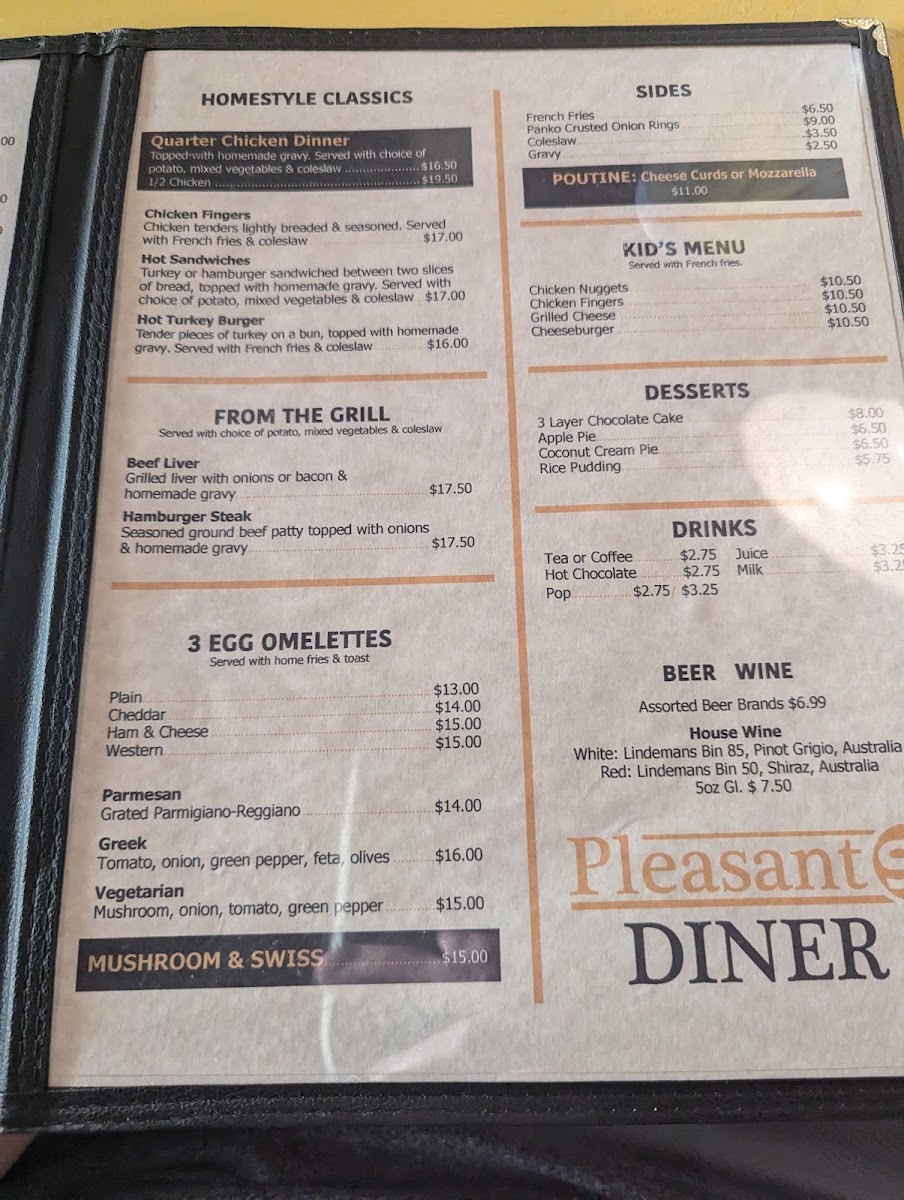 00
HOMESTYLE CLASSICS
Quarter Chicken Dinner
Topped with homemade gravy. Served with choice of
potato, mixed vegetables & coleslaw $16.50
1/2 Chicken $19.50
Chicken Fingers
Chicken tenders lightly breaded & seasoned. Served
with French fries & coleslaw $17.00
Hot Sandwiches
Turkey or hamburger sandwiched between two slices
of bread, topped with homemade gravy. Served with
choice of potato, mixed vegetables & coleslaw $17.00
Hot Turkey Burger
Tender pieces of turkey on a bun, topped with homemade
gravy. Served with French fries & coleslaw $16.00
FROM THE GRILL
Served with choice of potato, mixed vegetables & coleslaw
Beef Liver
Grilled liver with onions or bacon &
homemade gravy $17.50
Hamburger Steak
Seasoned ground beef patty topped with onions
& homemade gravy $17.50
3 EGG OMELETTES
Served with home fries & toast
Plain $13.00
Cheddar $14.00
Ham & Cheese $15.00
Western $15.00
Parmesan
Grated Parmigiano-Reggiano $14.00
Greek
Tomato, onion, green pepper, feta, olives $16.00
Vegetarian
Mushroom, onion, tomato, green pepper $15.00
MUSHROOM & SWISS $15.00
SIDES
French Fries $6.50
Panko Crusted Onion Rings $9.00
Coleslaw $3.50
Gravy $2.50
POUTINE: Cheese Curds or Mozzarella
$11.00
KID'S MENU
Served with French fries.
Chicken Nuggets $10.50
Chicken Fingers $10.50
Grilled Cheese $10.50
Cheeseburger $10.50
DESSERTS
3 Layer Chocolate Cake $8.00
Apple Pie $6.50
Coconut Cream Pie $6.50
Rice Pudding $5.75
DRINKS
Tea or Coffee $2.75 Juice $3.25
Hot Chocolate $2.75 Milk $3.25
Pop $2.75/ $3.25
BEER WINE
Assorted Beer Brands $6.99
House Wine
White: Lindemans Bin 85, Pinot Grigio, Australia
Red: Lindemans Bin 50, Shiraz, Australia
5oz Gl. $ 7.50
Pleasant
DINER